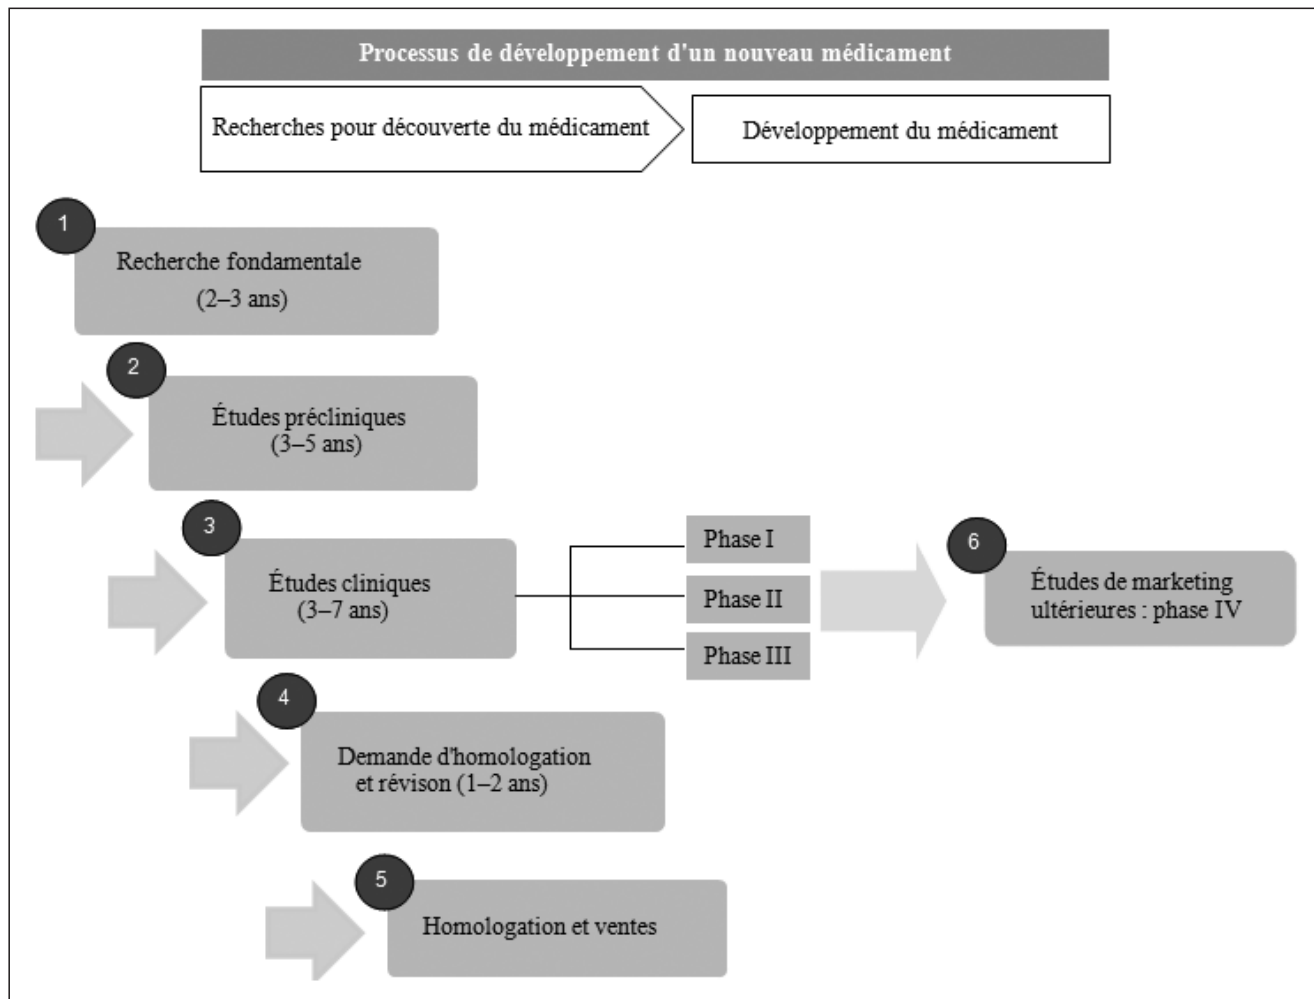 Processus de développement d'un nouveau médicament
Recherches pour découverte du médicament
Développement du médicament
1
Recherche fondamentale
(2–3 ans)
2
Études précliniques
(3–5 ans)
3
Études cliniques
(3–7 ans)
Phase I
Phase II
Phase III
6
Études de marketing
ultérieures : phase IV
4
Demande d'homologation
et révison (1–2 ans)
5
Homologation et ventes